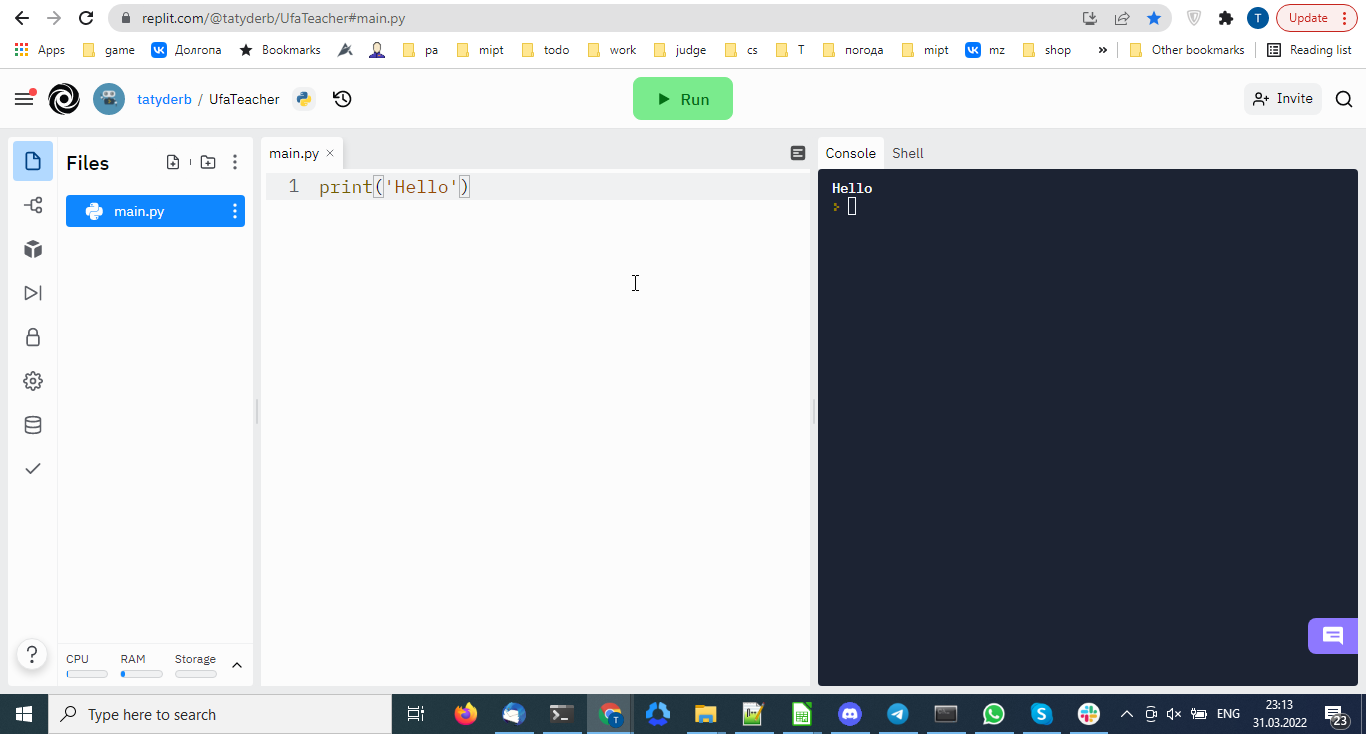 replit.com/@tatyderb/UfaTeacher#main.py
T
Update
Apps game Долгопа Bookmarks pa mipt todo work judge cs T погода mipt mz shop » Other bookmarks Reading list
tatyderb / UfaTeacher
Run
Invite
Files
main.py
main.py ×
1 print('Hello')
Console Shell
Hello
?
CPU RAM Storage
Type here to search
T
ENG
23:13
31.03.2022
23